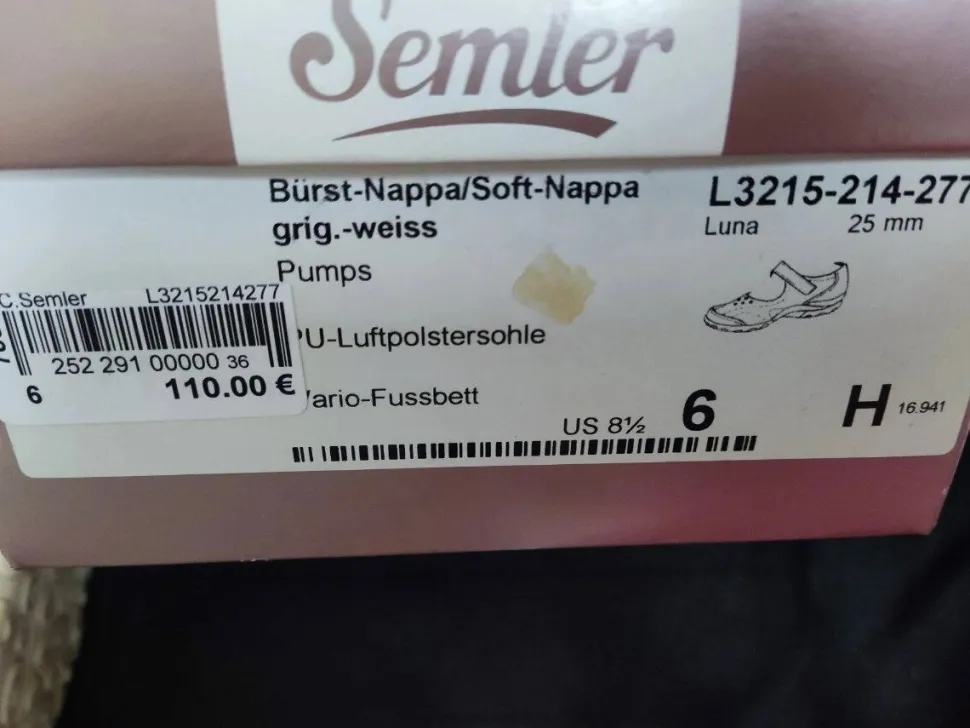 Semler
Bürst-Nappa/Soft-Nappa
L3215-214-277
grig.-weiss
Luna
25 mm
Pumps
C.Semler
L3215214277
PU-Luftpolstersohle
252 291 00000 36
6
110.00 €
Vario-Fussbett
US 8½
6
H
16.941